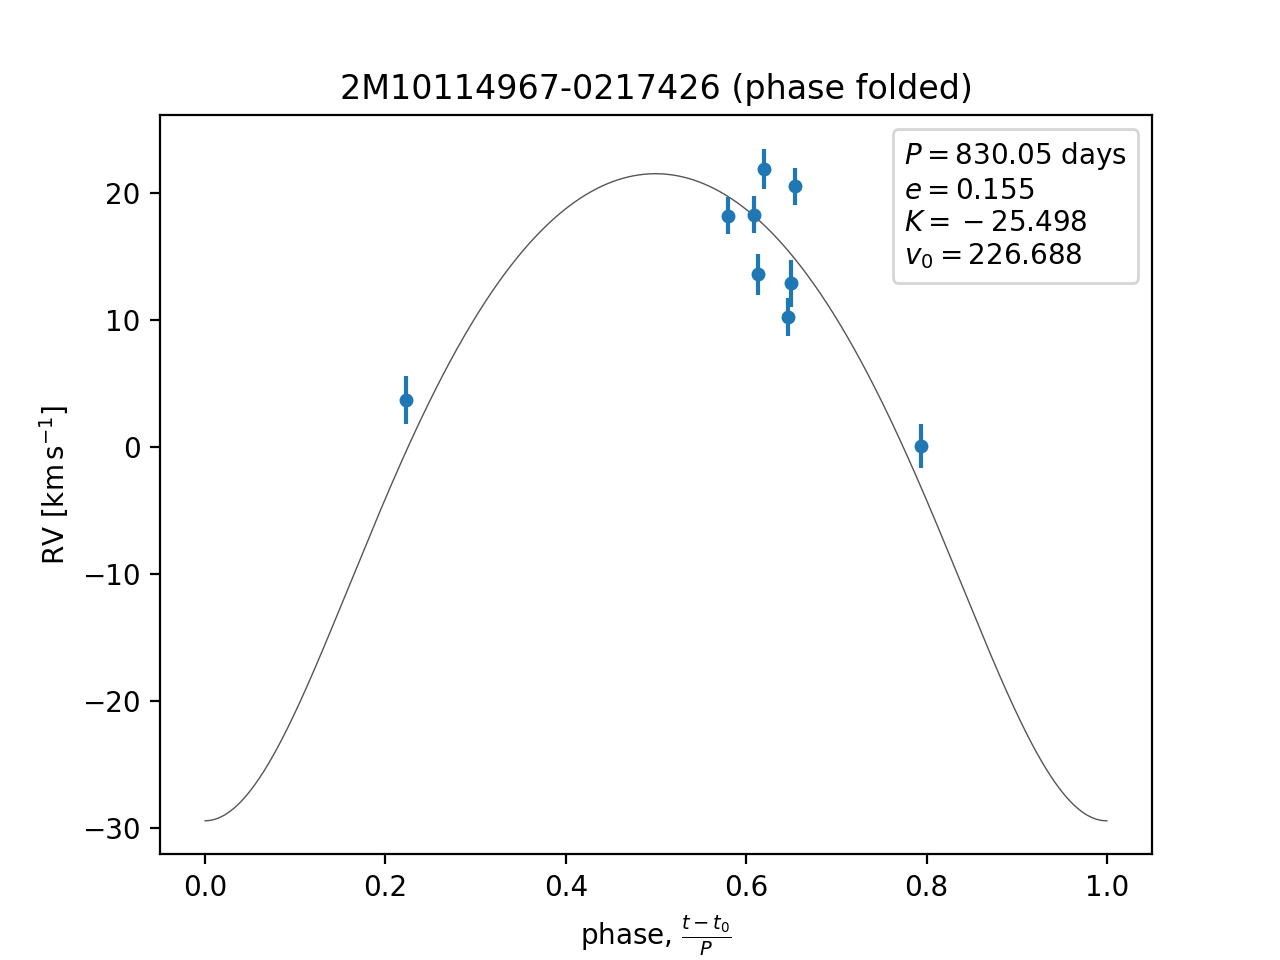 2M10114967-0217426 (phase folded)
P = 830.05 days
e = 0.155
K = −25.498
v₀ = 226.688
20
10
0
−10
−20
−30
RV [km s⁻¹]
0.0 0.2 0.4 0.6 0.8 1.0
phase, (t − t₀)/P